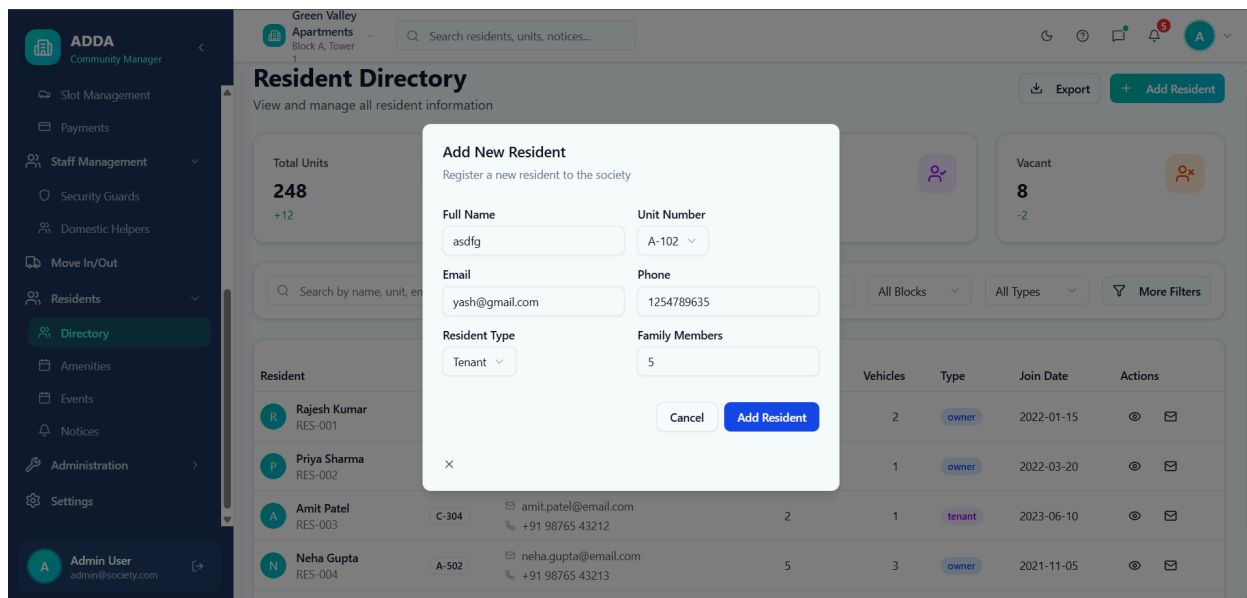 ADDA
Community Manager
Slot Management
Payments
Staff Management
Security Guards
Domestic Helpers
Move In/Out
Residents
Directory
Amenities
Events
Notices
Administration
Settings
A
Admin User
admin@society.com
Green Valley
Apartments
Block A, Tower
1
Search residents, units, notices...
5
A
Resident Directory
View and manage all resident information
Export
+ Add Resident
Total Units
248
+12
Vacant
8
-2
Search by name, unit, em
All Blocks
All Types
More Filters
Add New Resident
Register a new resident to the society
Full Name Unit Number
asdfg A-102
Email Phone
yash@gmail.com 1254789635
Resident Type Family Members
Tenant 5
Cancel Add Resident
Resident Vehicles Type Join Date Actions
R Rajesh Kumar 2 owner 2022-01-15
RES-001
P Priya Sharma 1 owner 2022-03-20
RES-002
A Amit Patel C-304 amit.patel@email.com 2 1 tenant 2023-06-10
RES-003 +91 98765 43212
N Neha Gupta A-502 neha.gupta@email.com 5 3 owner 2021-11-05
RES-004 +91 98765 43213